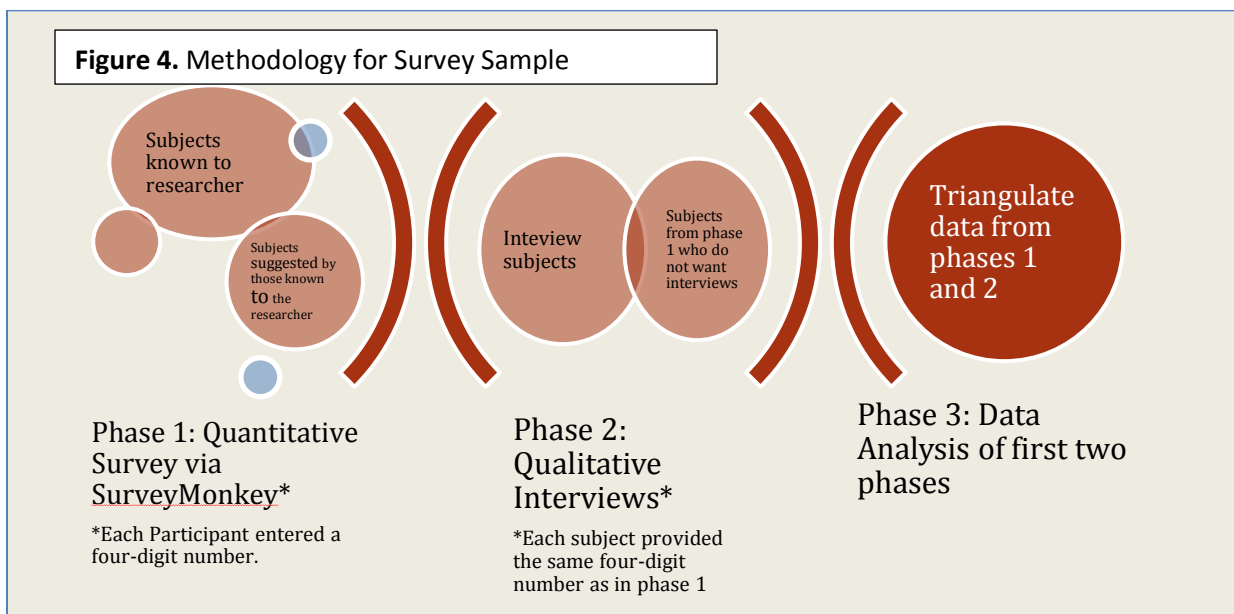 Figure 4. Methodology for Survey Sample
Subjects
known to
researcher
Subjects
suggested by
those known
to the
researcher
Phase 1: Quantitative
Survey via
SurveyMonkey*
*Each Participant entered a
four-digit number.
Inteview
subjects
Subjects
from phase
1 who do
not want
interviews
Phase 2:
Qualitative
Interviews*
*Each subject provided
the same four-digit
number as in phase 1
Triangulate
data from
phases 1
and 2
Phase 3: Data
Analysis of first two
phases